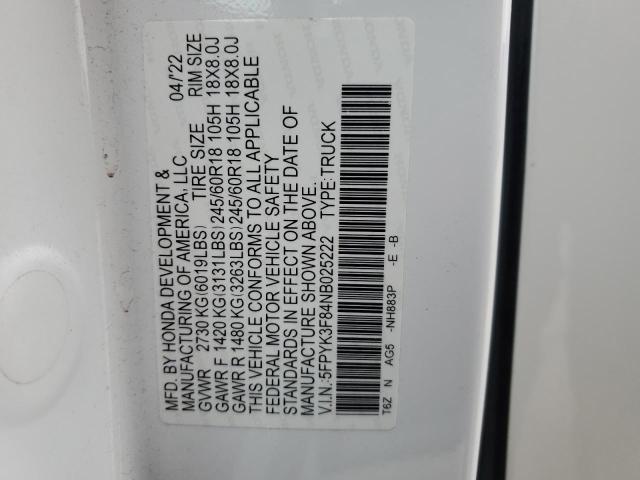 MFD. BY HONDA DEVELOPMENT & 04/'22
MANUFACTURING OF AMERICA, LLC
GVWR 2730 KG(6019LBS) TIRE SIZE RIM SIZE
GAWR F 1420 KG(3131LBS) 245/60R18 105H 18X8.0J
GAWR R 1480 KG(3263LBS) 245/60R18 105H 18X8.0J
THIS VEHICLE CONFORMS TO ALL APPLICABLE
FEDERAL MOTOR VEHICLE SAFETY
STANDARDS IN EFFECT ON THE DATE OF
MANUFACTURE SHOWN ABOVE.
V.I.N.:5FPYK3F84NB025222 TYPE:TRUCK
T6Z N AG5 -NH883P -E -B